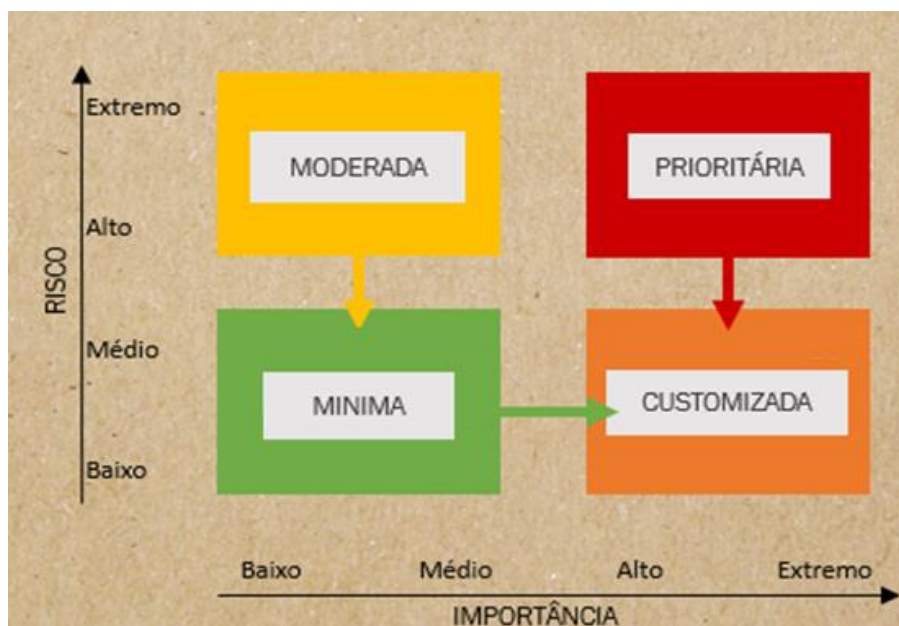 Extremo
MODERADA
PRIORITÁRIA
Alto
RISCO
Médio
MINIMA
CUSTOMIZADA
Baixo
Baixo
Médio
Alto
Extremo
IMPORTÂNCIA